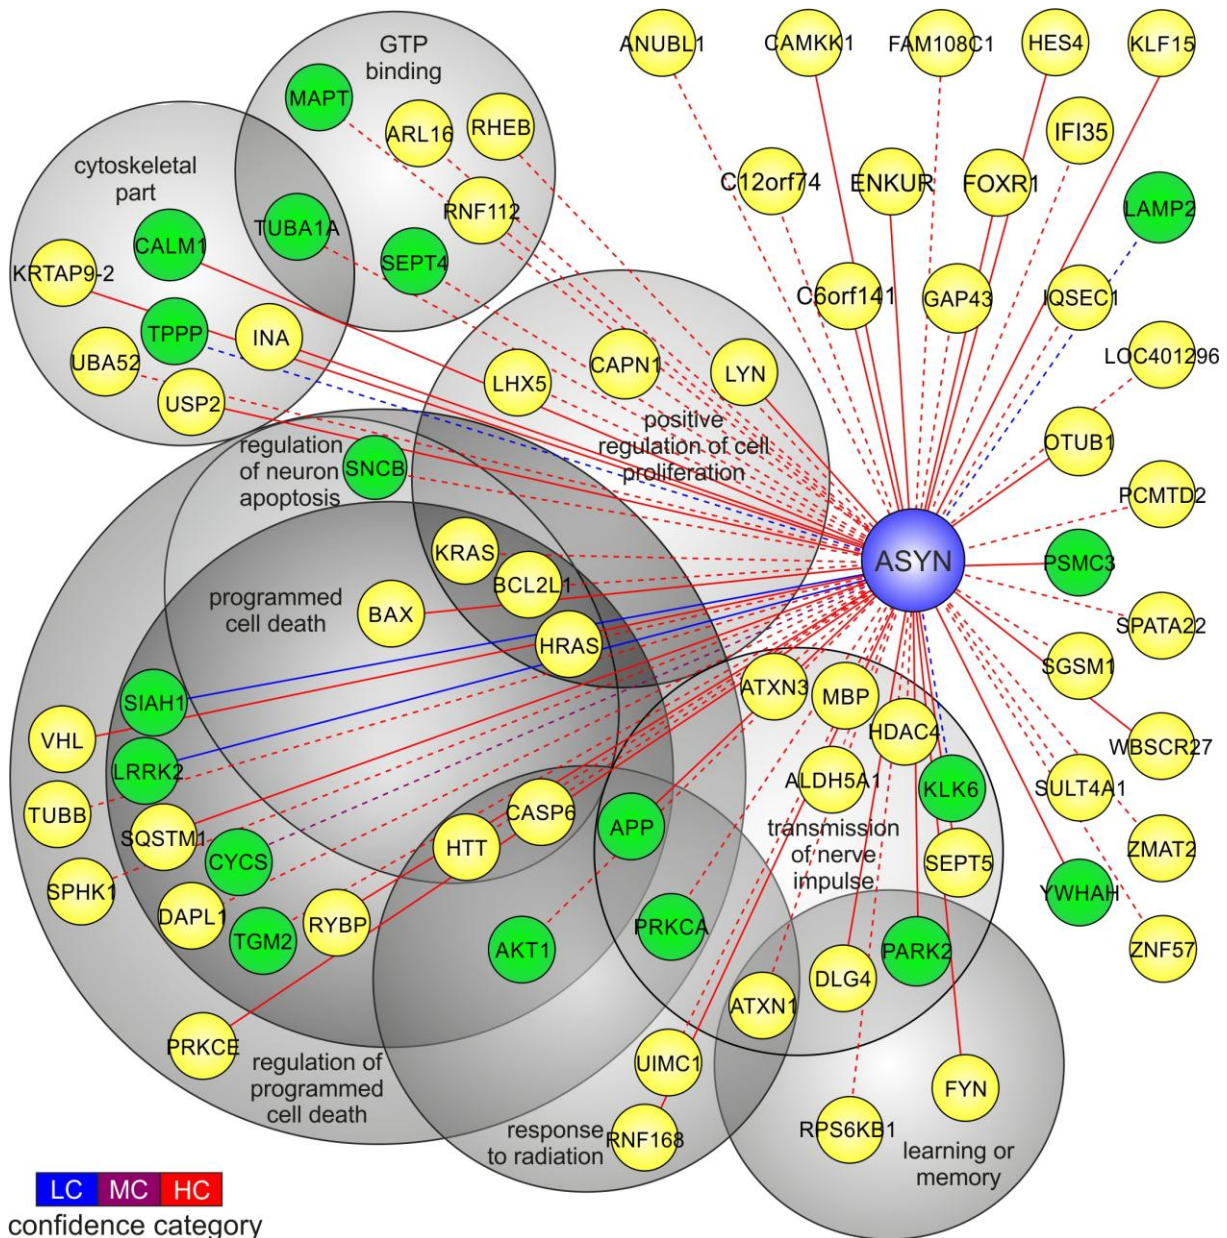 GTP
binding
MAPT
ARL16
RHEB
RNF112
TUBA1A
SEPT4
cytoskeletal
part
CALM1
KRTAP9-2
TPPP
INA
UBA52
USP2
ANUBL1
CAMKK1
FAM108C1
HES4
KLF15
IFI35
C12orf74
ENKUR
FOXR1
LAMP2
C6orf141
GAP43
IQSEC1
LOC401296
OTUB1
PCMTD2
PSMC3
SPATA22
SGSM1
WBSCR27
SULT4A1
ZMAT2
YWHAH
ZNF57
ASYN
LHX5
CAPN1
LYN
positive
regulation of cell
proliferation
regulation
of neuron
apoptosis
SNCB
KRAS
BCL2L1
HRAS
programmed
cell death
BAX
SIAH1
VHL
LRRK2
TUBB
SQSTM1
CYCS
SPHK1
DAPL1
TGM2
RYBP
HTT
CASP6
APP
AKT1
PRKCA
PRKCE
regulation of
programmed
cell death
ATXN3
MBP
HDAC4
ALDH5A1
KLK6
transmission
of nerve
impulse
SEPT5
PARK2
DLG4
ATXN1
UIMC1
RNF168
response
to radiation
FYN
RPS6KB1
learning or
memory
LC MC HC
confidence category